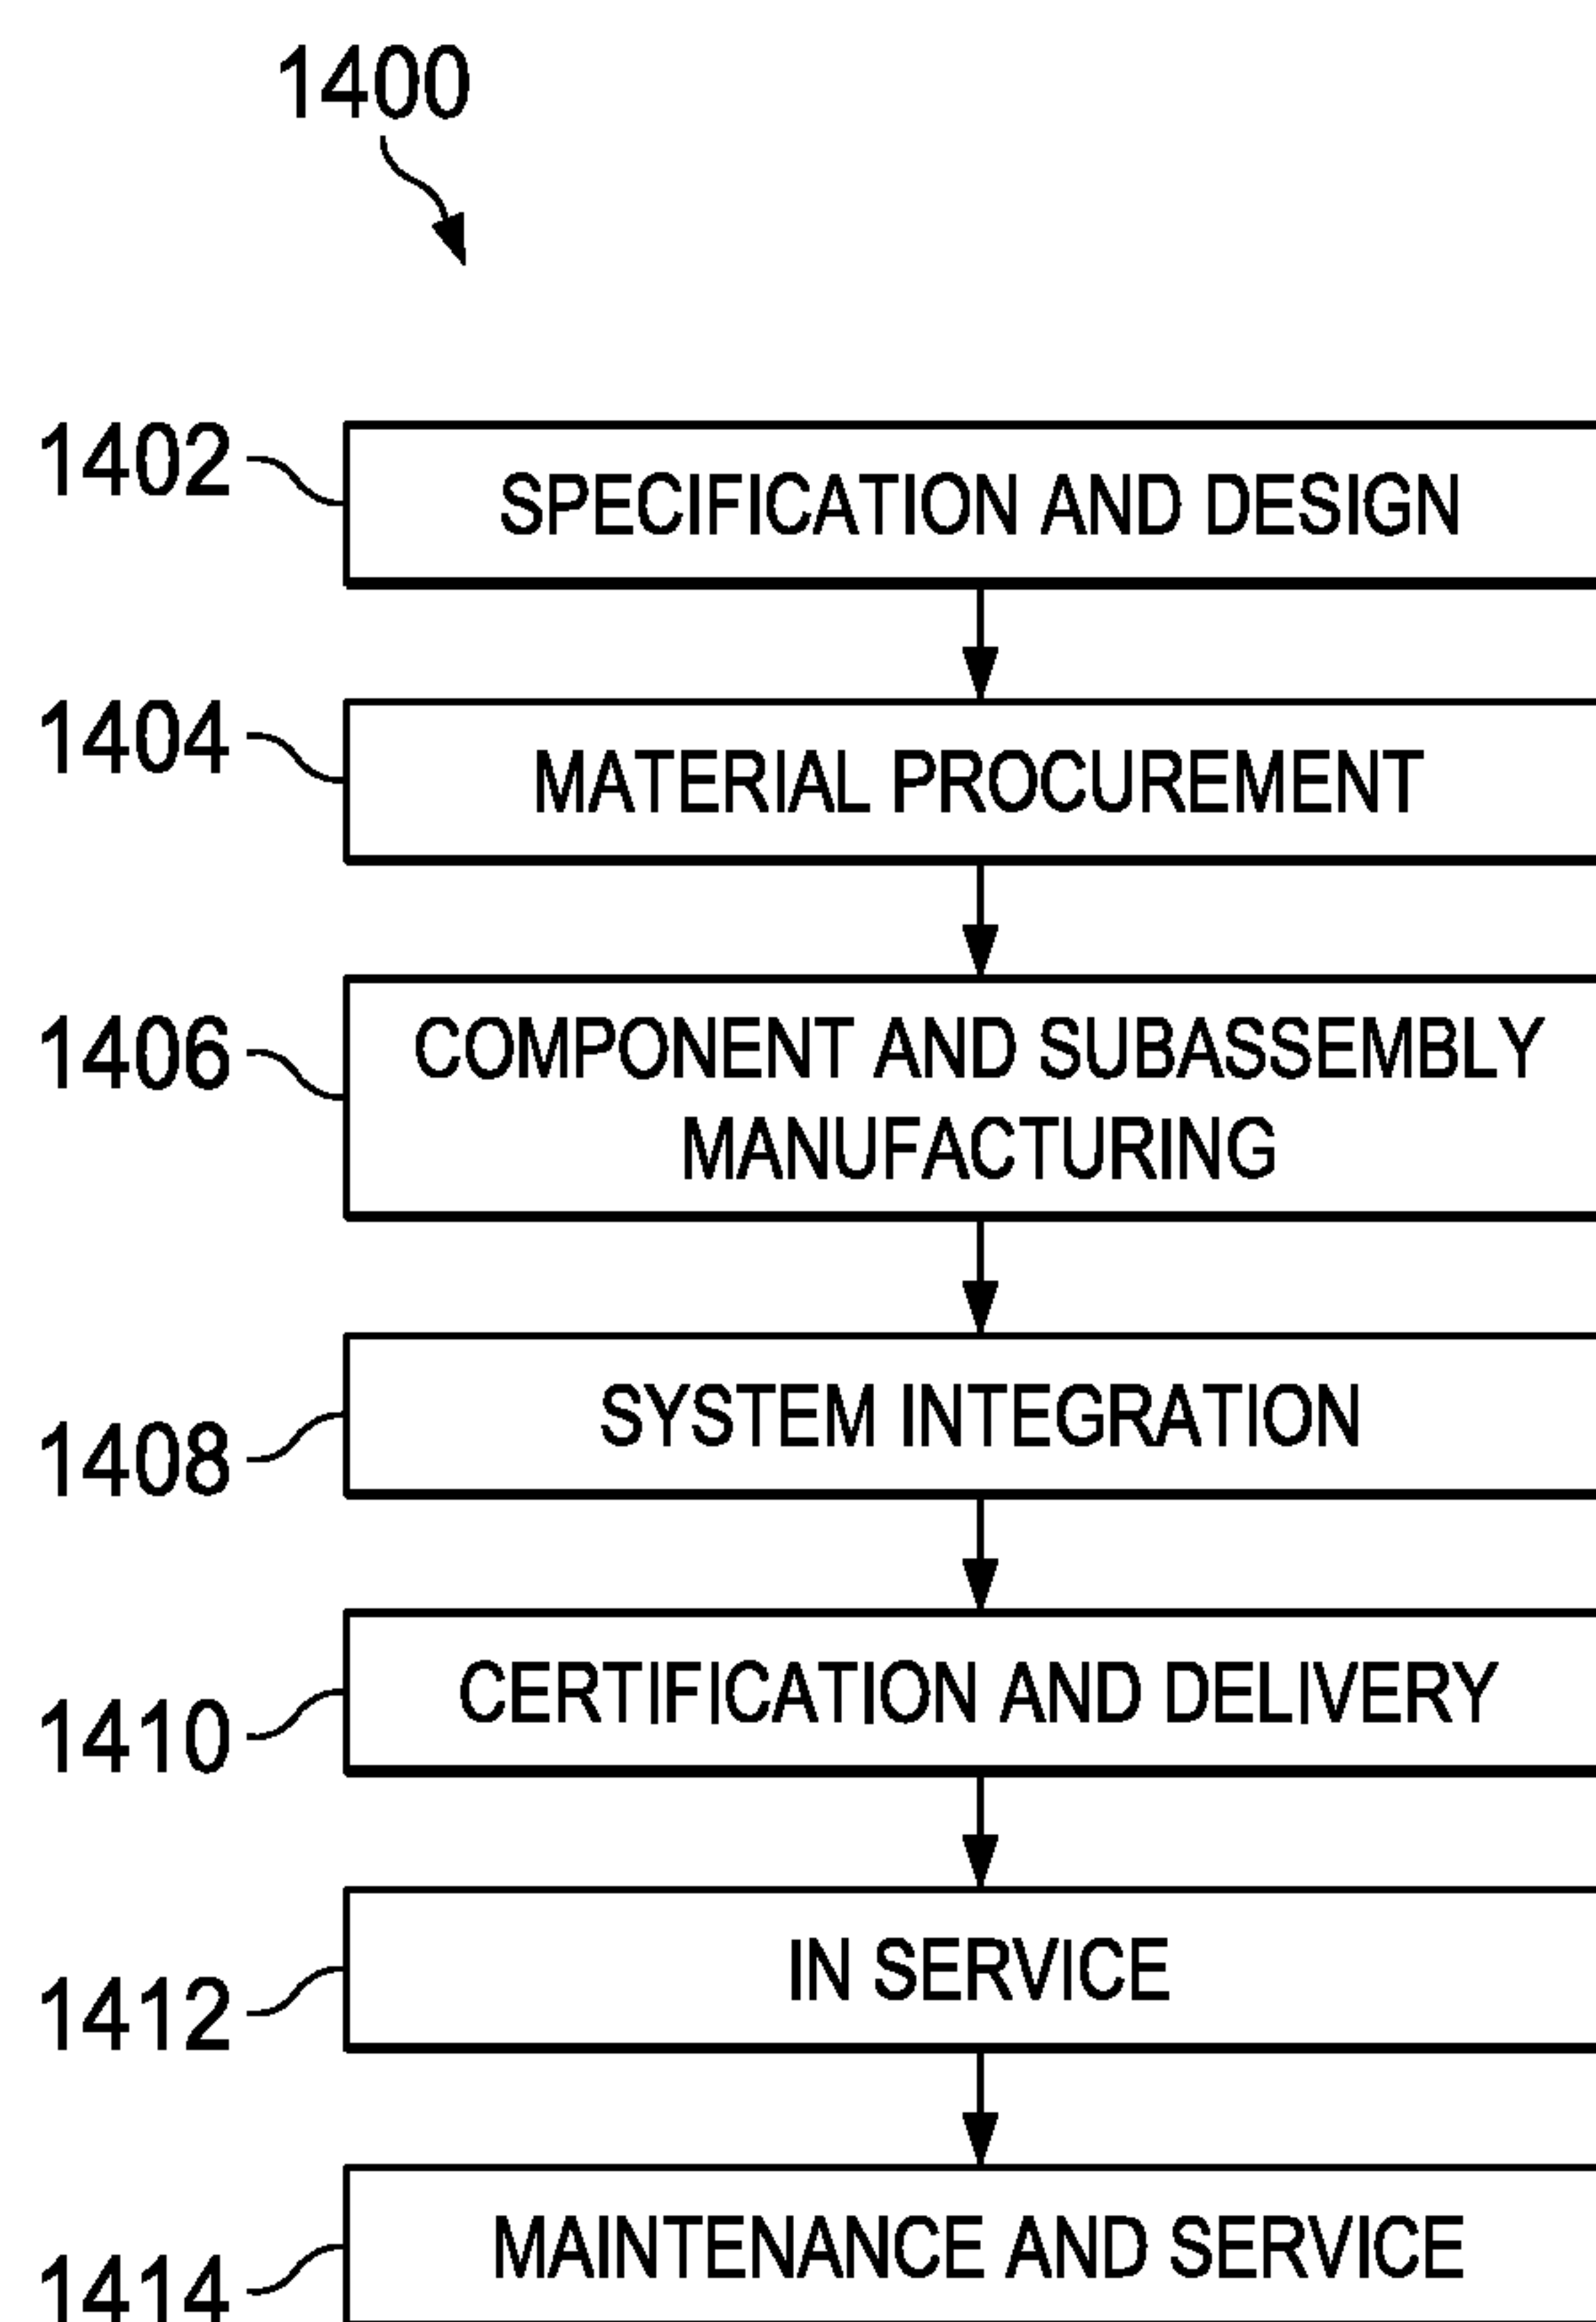 1400
1402
SPECIFICATION AND DESIGN
1404
MATERIAL PROCUREMENT
1406
COMPONENT AND SUBASSEMBLY
MANUFACTURING
1408
SYSTEM INTEGRATION
1410
CERTIFICATION AND DELIVERY
1412
IN SERVICE
1414
MAINTENANCE AND SERVICE